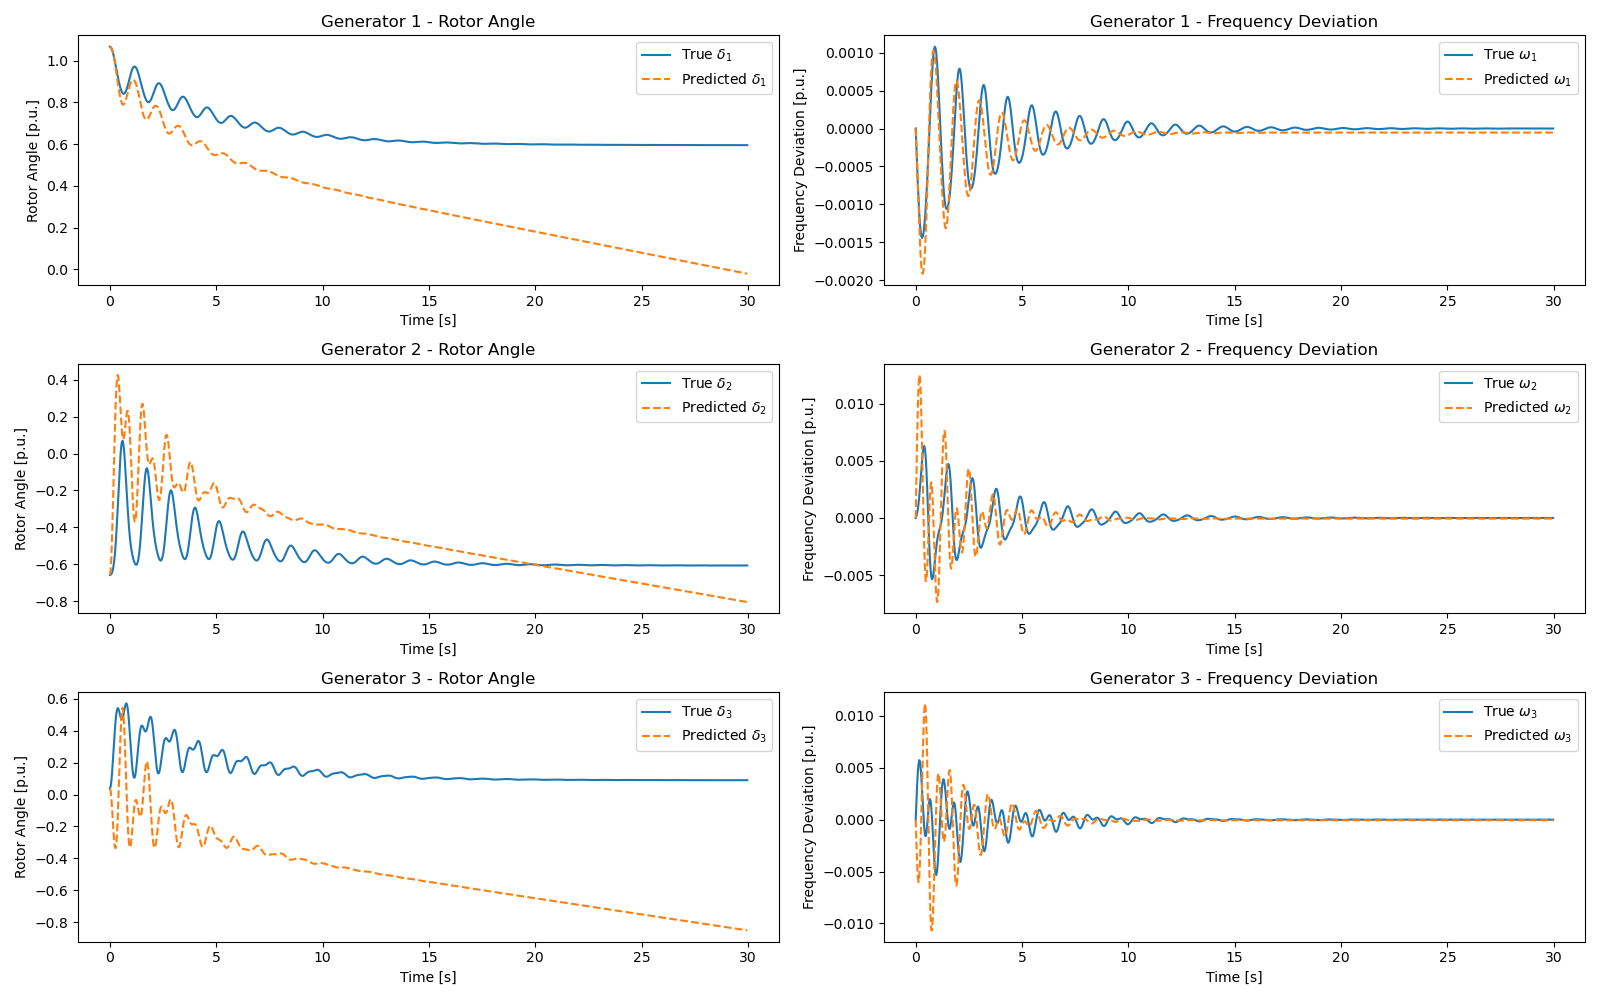 Generator 1 - Rotor Angle
Rotor Angle [p.u.]
1.0
0.8
0.6
0.4
0.2
0.0
True δ₁
Predicted δ₁
0 5 10 15 20 25 30
Time [s]
Generator 1 - Frequency Deviation
Frequency Deviation [p.u.]
0.0010
0.0005
0.0000
−0.0005
−0.0010
−0.0015
−0.0020
True ω₁
Predicted ω₁
0 5 10 15 20 25 30
Time [s]
Generator 2 - Rotor Angle
Rotor Angle [p.u.]
0.4
0.2
0.0
−0.2
−0.4
−0.6
−0.8
True δ₂
Predicted δ₂
0 5 10 15 20 25 30
Time [s]
Generator 2 - Frequency Deviation
Frequency Deviation [p.u.]
0.010
0.005
0.000
−0.005
True ω₂
Predicted ω₂
0 5 10 15 20 25 30
Time [s]
Generator 3 - Rotor Angle
Rotor Angle [p.u.]
0.6
0.4
0.2
0.0
−0.2
−0.4
−0.6
−0.8
True δ₃
Predicted δ₃
0 5 10 15 20 25 30
Time [s]
Generator 3 - Frequency Deviation
Frequency Deviation [p.u.]
0.010
0.005
0.000
−0.005
−0.010
True ω₃
Predicted ω₃
0 5 10 15 20 25 30
Time [s]